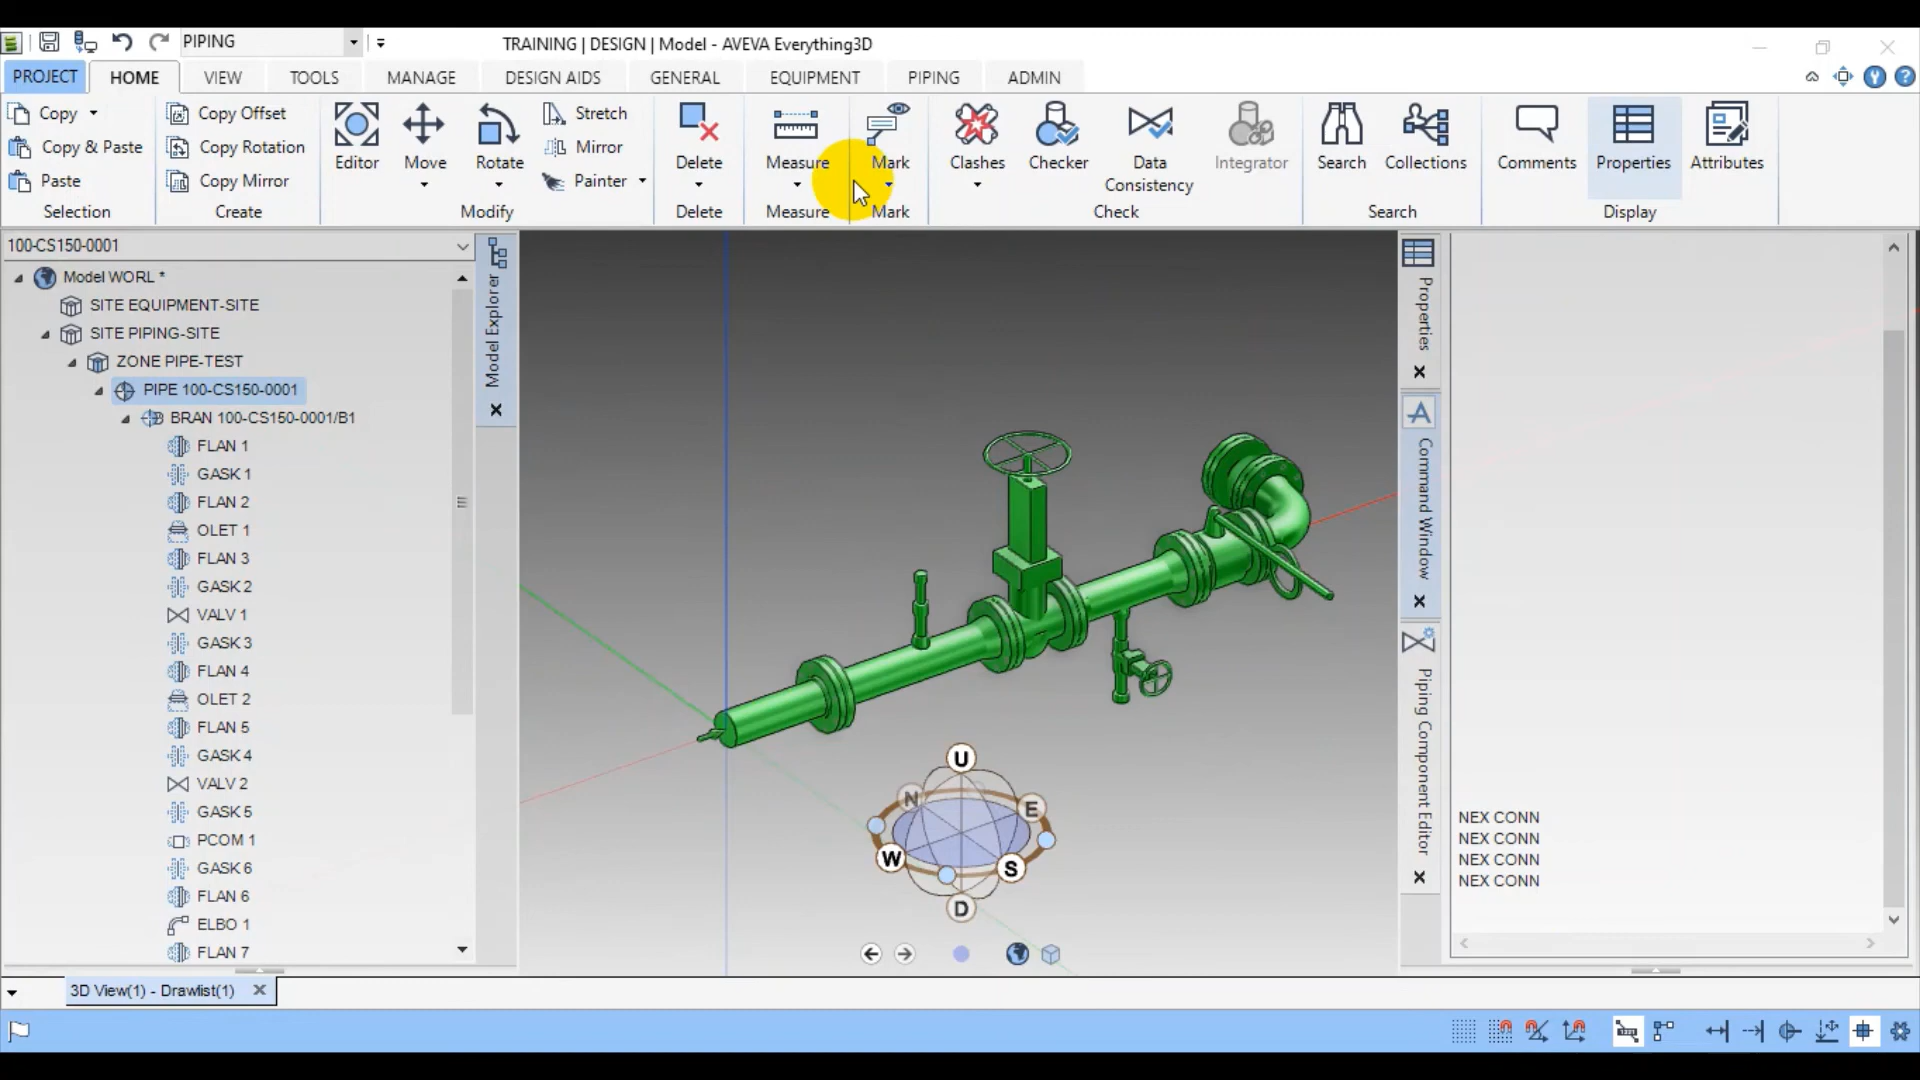 PIPING
TRAINING | DESIGN | Model - AVEVA Everything3D
PROJECT HOME VIEW TOOLS MANAGE DESIGN AIDS GENERAL EQUIPMENT PIPING ADMIN
Copy
Copy & Paste
Paste
Selection
Copy Offset
Copy Rotation
Copy Mirror
Create
Editor
Move
Rotate
Stretch
Mirror
Painter
Modify
Delete
Delete
Measure
Measure
Mark
Mark
Clashes
Checker
Data Consistency
Integrator
Check
Search
Collections
Search
Comments
Properties
Attributes
Display
100-CS150-0001
Model WORL *
SITE EQUIPMENT-SITE
SITE PIPING-SITE
ZONE PIPE-TEST
PIPE 100-CS150-0001
BRAN 100-CS150-0001/B1
FLAN 1
GASK 1
FLAN 2
OLET 1
FLAN 3
GASK 2
VALV 1
GASK 3
FLAN 4
OLET 2
FLAN 5
GASK 4
VALV 2
GASK 5
PCOM 1
GASK 6
FLAN 6
ELBO 1
FLAN 7
Model Explorer
U
N
E
W
S
D
Properties
Command Window
Piping Component Editor
NEX CONN
NEX CONN
NEX CONN
NEX CONN
3D View(1) - Drawlist(1)